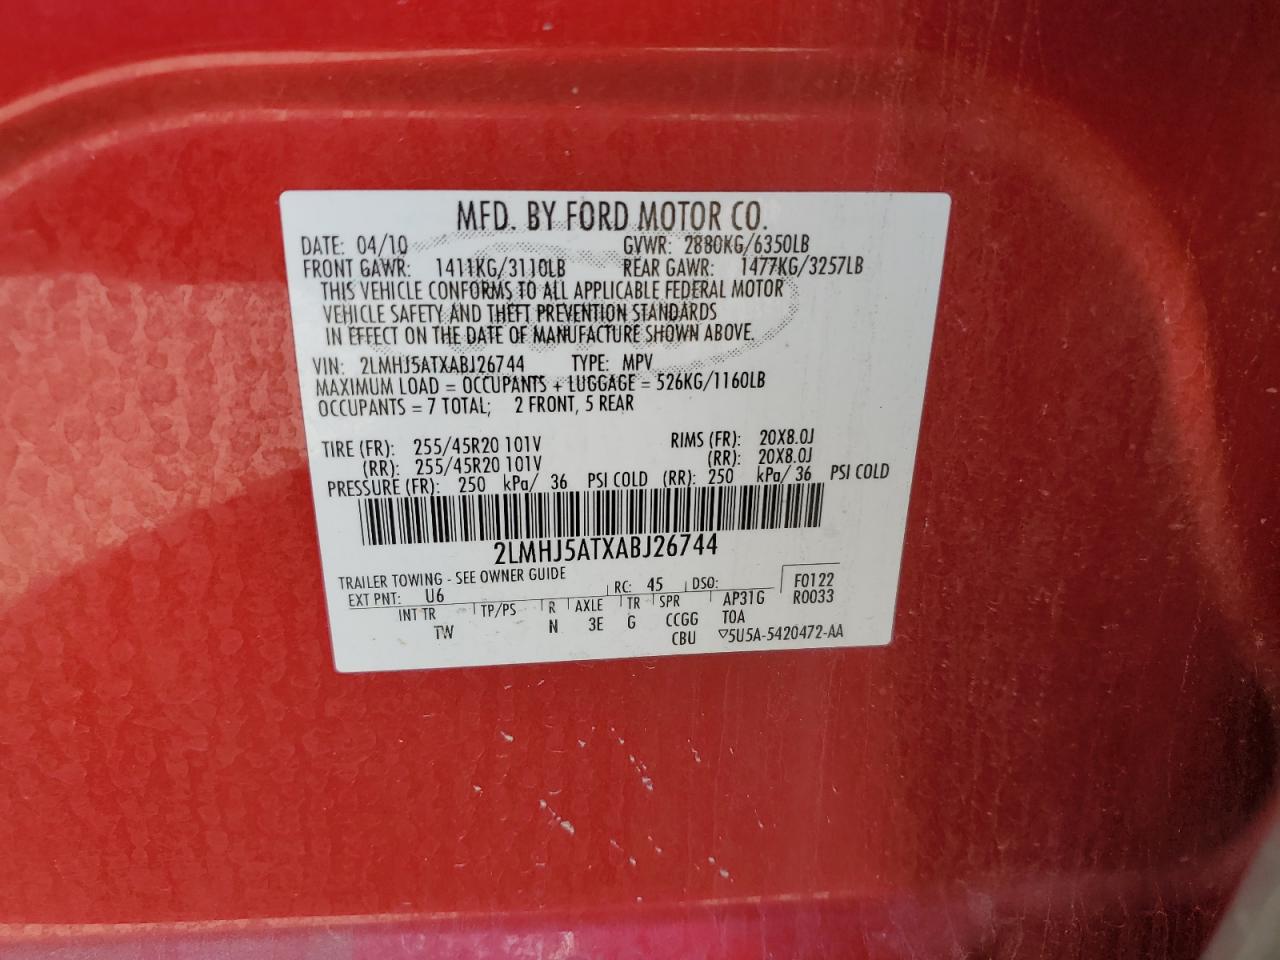 MFD. BY FORD MOTOR CO.
DATE: 04/10 GVWR: 2880KG/6350LB
FRONT GAWR: 1411KG/3110LB REAR GAWR: 1477KG/3257LB
THIS VEHICLE CONFORMS TO ALL APPLICABLE FEDERAL MOTOR
VEHICLE SAFETY AND THEFT PREVENTION STANDARDS
IN EFFECT ON THE DATE OF MANUFACTURE SHOWN ABOVE.
VIN: 2LMHJ5ATXABJ26744 TYPE: MPV
MAXIMUM LOAD = OCCUPANTS + LUGGAGE = 526KG/1160LB
OCCUPANTS = 7 TOTAL; 2 FRONT, 5 REAR
TIRE (FR): 255/45R20 101V RIMS (FR): 20X8.0J
(RR): 255/45R20 101V (RR): 20X8.0J
PRESSURE (FR): 250 kPa/ 36 PSI COLD (RR): 250 kPa/ 36 PSI COLD
2LMHJ5ATXABJ26744
TRAILER TOWING - SEE OWNER GUIDE
EXT PNT: U6 RC: 45 DSO: F0122
INT TR TP/PS R AXLE TR SPR AP31G R0033
TW N 3E G CCGG T0A
CBU ▽5U5A-5420472-AA